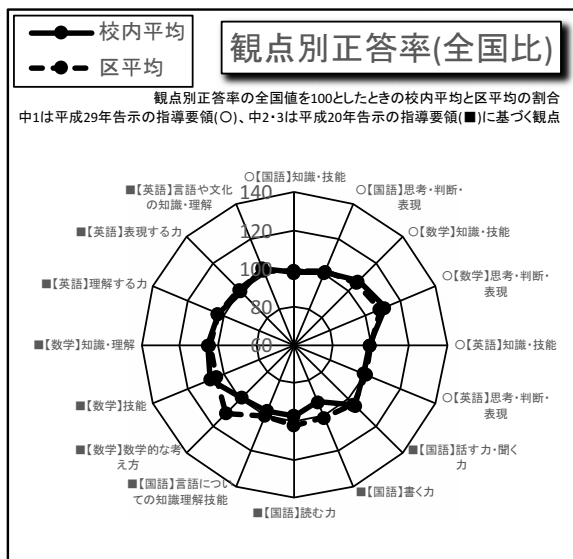 校内平均
区平均
観点別正答率(全国比)
観点別正答率の全国値を100としたときの校内平均と区平均の割合
中1は平成29年告示の指導要領(〇)、中2・3は平成20年告示の指導要領(■)に基づく観点
〇【国語】知識・技能
〇【国語】思考・判断・
表現
〇【数学】知識・技能
〇【数学】思考・判断・
表現
〇【英語】知識・技能
〇【英語】思考・判断・
表現
■【国語】話す力・聞く
力
■【国語】書く力
■【国語】読む力
■【国語】言語につい
ての知識理解技能
■【数学】数学的な考
え方
■【数学】技能
■【数学】知識・理解
■【英語】理解する力
■【英語】表現する力
■【英語】言語や文化
の知識・理解
140
120
100
80
60